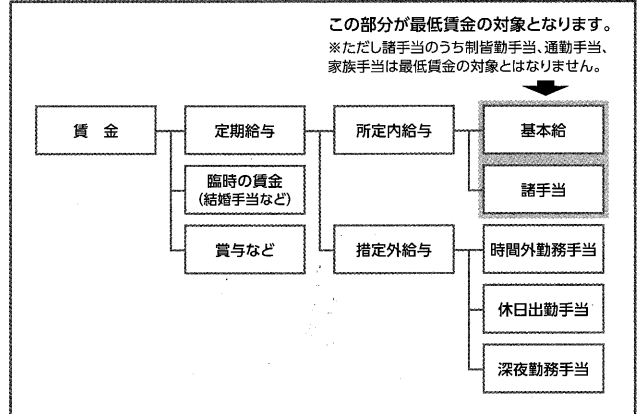 この部分が最低賃金の対象となります。
※ただし諸手当のうち制皆勤手当、通勤手当、
家族手当は最低賃金の対象とはなりません。
賃 金
定期給与
所定内給与
基本給
臨時の賃金
(結婚手当など)
諸手当
賞与など
措定外給与
時間外勤務手当
休日出勤手当
深夜勤務手当